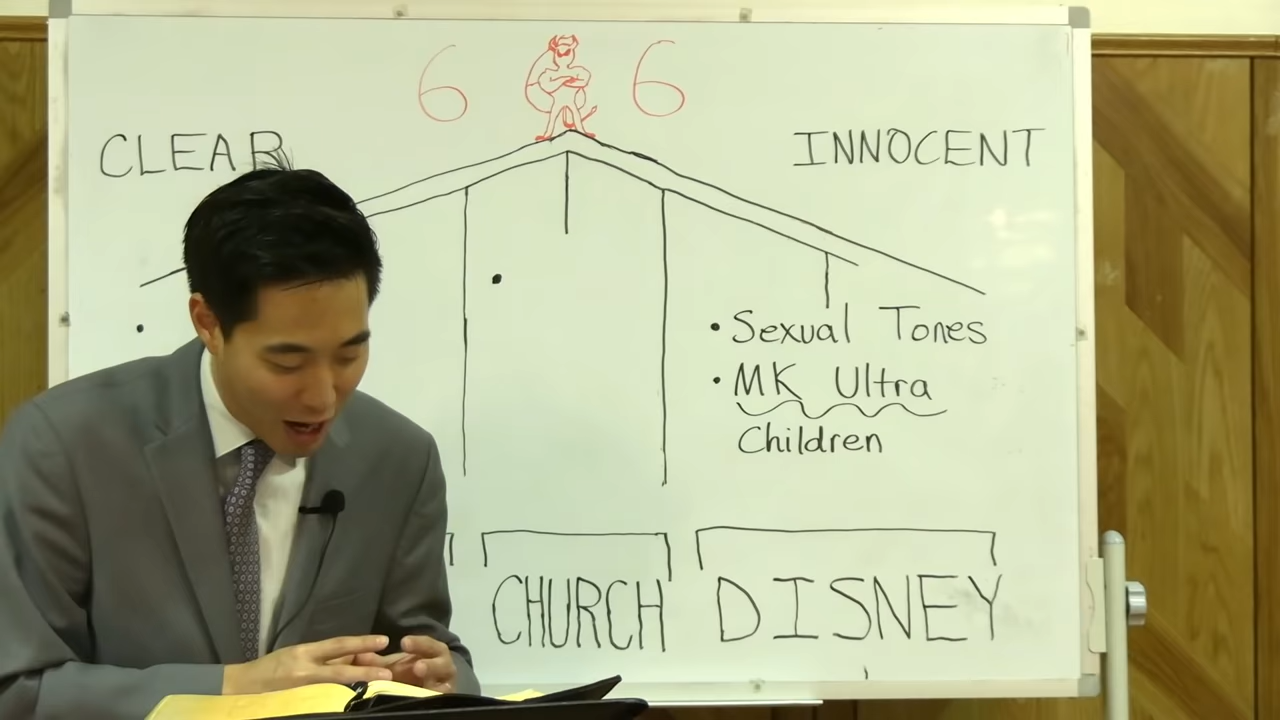 6 6
CLEAR
INNOCENT
• Sexual Tones
• MK Ultra
Children
CHURCH
DISNEY